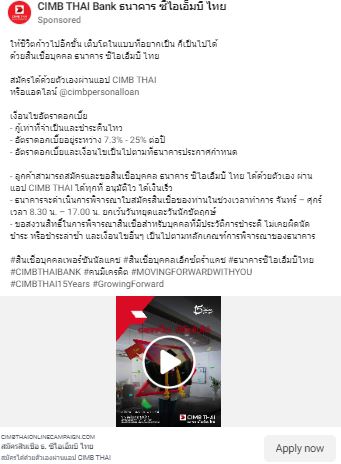 CIMB THAI Bank ธนาคาร ซีไอเอ็มบี ไทย
Sponsored
ให้ชีวิตก้าวไปอีกขั้น เติบโตในแบบที่อยากเป็น ก็เป็นไปได้
ด้วยสินเชื่อบุคคล ธนาคาร ซีไอเอ็มบี ไทย
สมัครได้ด้วยตัวเองผ่านแอป CIMB THAI
หรือแอดไลน์ @cimbpersonalloan
เงื่อนไขอัตราดอกเบี้ย
- กู้เท่าที่จำเป็นและชำระคืนไหว
- อัตราดอกเบี้ยอยู่ระหว่าง 7.3% - 25% ต่อปี
- อัตราดอกเบี้ยและเงื่อนไขเป็นไปตามที่ธนาคารประกาศกำหนด
- ลูกค้าสามารถสมัครและขอสินเชื่อบุคคล ธนาคาร ซีไอเอ็มบี ไทย ได้ด้วยตัวเอง ผ่าน
แอป CIMB THAI ได้ทุกที่ อนุมัติไว ได้เงินเร็ว
- ธนาคารจะดำเนินการพิจารณาใบสมัครสินเชื่อของท่านในช่วงเวลาทำการ จันทร์ – ศุกร์
เวลา 8.30 น. – 17.00 น. ยกเว้นวันหยุดและวันนักขัตฤกษ์
- ขอสงวนสิทธิ์ในการพิจารณาสินเชื่อสำหรับบุคคลที่มีประวัติการชำระดี ไม่เคยผิดนัด
ชำระ หรือชำระล่าช้า และเงื่อนไขอื่นๆ เป็นไปตามหลักเกณฑ์การพิจารณาของธนาคาร
#สินเชื่อบุคคลเพอร์ซันนัลแคช #สินเชื่อบุคคลเอ็กซ์ตร้าแคช #ธนาคารซีไอเอ็มบีไทย
#CIMBTHAIBANK #คนมีเครดิต #MOVINGFORWARDWITHYOU
#CIMBTHAI15Years #GrowingForward
15
CIMB THAI
CIMBTHAIONLINECAMPAIGN.COM
สมัครสินเชื่อ ธ. ซีไอเอ็มบี ไทย
สมัครได้ด้วยตัวเองผ่านแอป CIMB THAI
Apply now